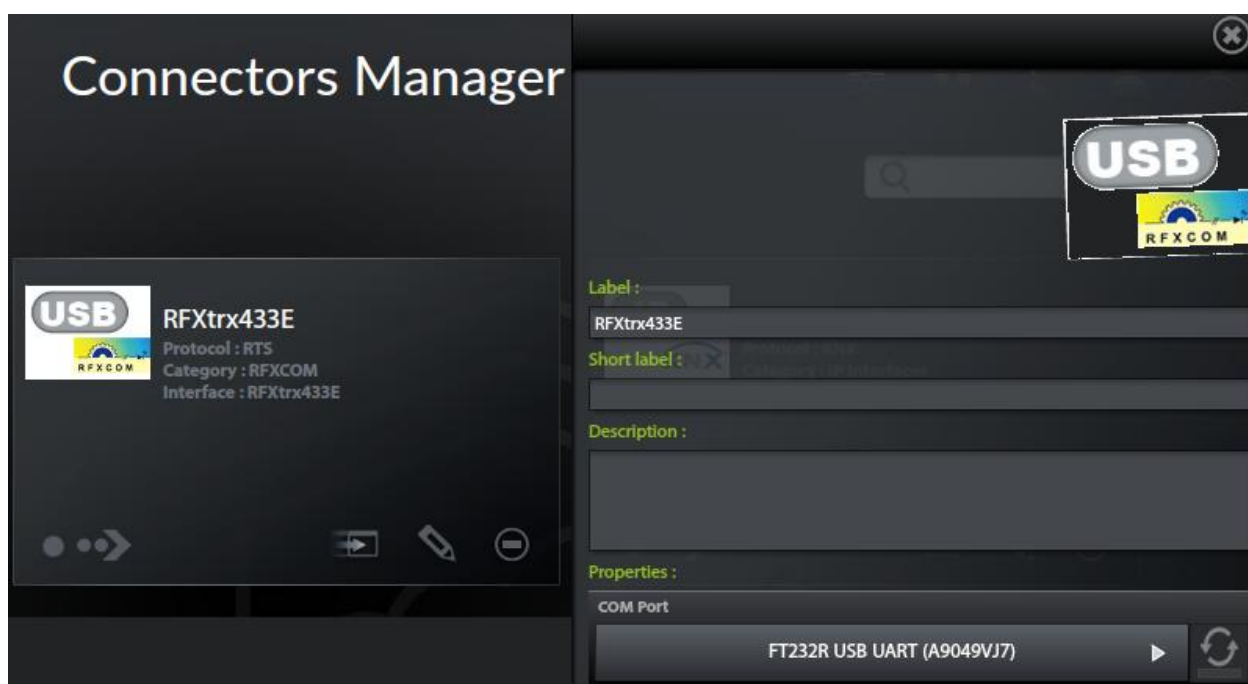 Connectors Manager
USB
RFXCOM
RFXtrx433E
Protocol : RTS
Category : RFXCOM
Interface : RFXtrx433E
USB
RFXCOM
Label :
RFXtrx433E
Short label :
Description :
Properties :
COM Port
FT232R USB UART (A9049VJ7)